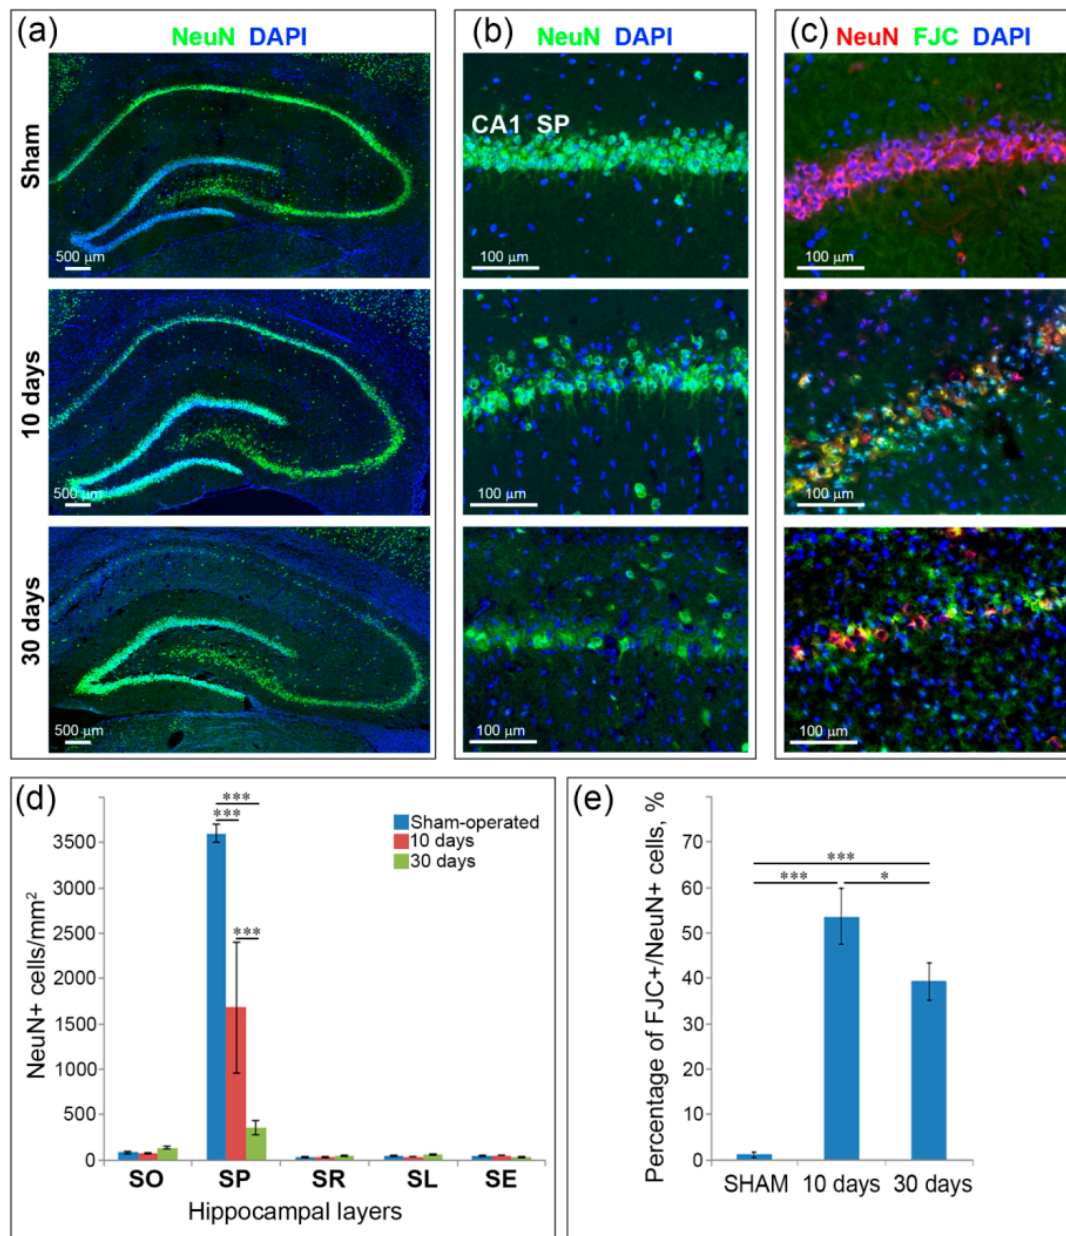 (a)
NeuN DAPI
Sham
500 µm
10 days
500 µm
30 days
500 µm
(b)
NeuN DAPI
CA1 SP
100 µm
100 µm
100 µm
(c)
NeuN FJC DAPI
100 µm
100 µm
100 µm
(d)
NeuN+ cells/mm²
3500
3000
2500
2000
1500
1000
500
0
***
***
***
Sham-operated
10 days
30 days
SO SP SR SL SE
Hippocampal layers
(e)
Percentage of FJC+/NeuN+ cells, %
70
60
50
40
30
20
10
0
***
*** *
SHAM 10 days 30 days